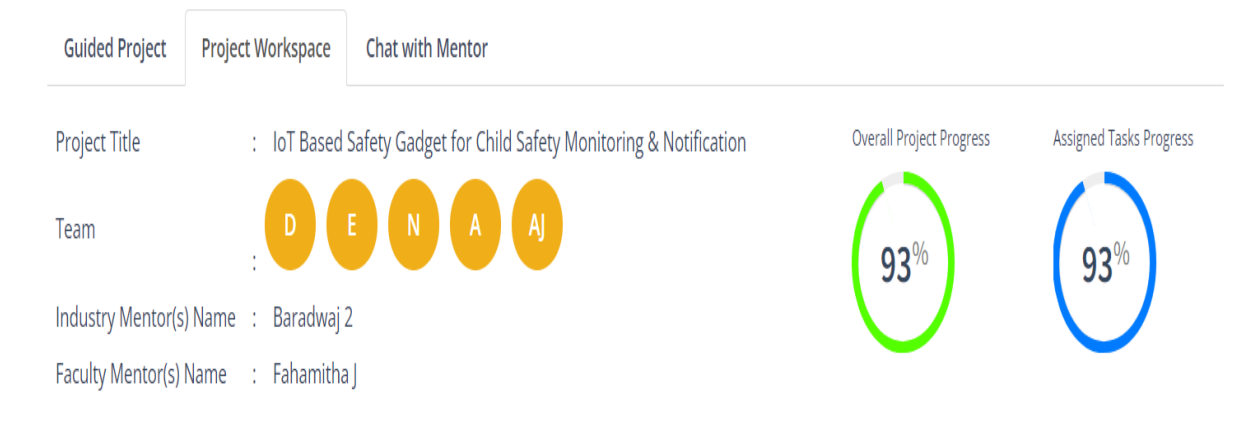 Guided Project Project Workspace Chat with Mentor
Project Title : IoT Based Safety Gadget for Child Safety Monitoring & Notification
Overall Project Progress Assigned Tasks Progress
Team : D E N A AJ
93% 93%
Industry Mentor(s) Name : Baradwaj 2
Faculty Mentor(s) Name : Fahamitha J